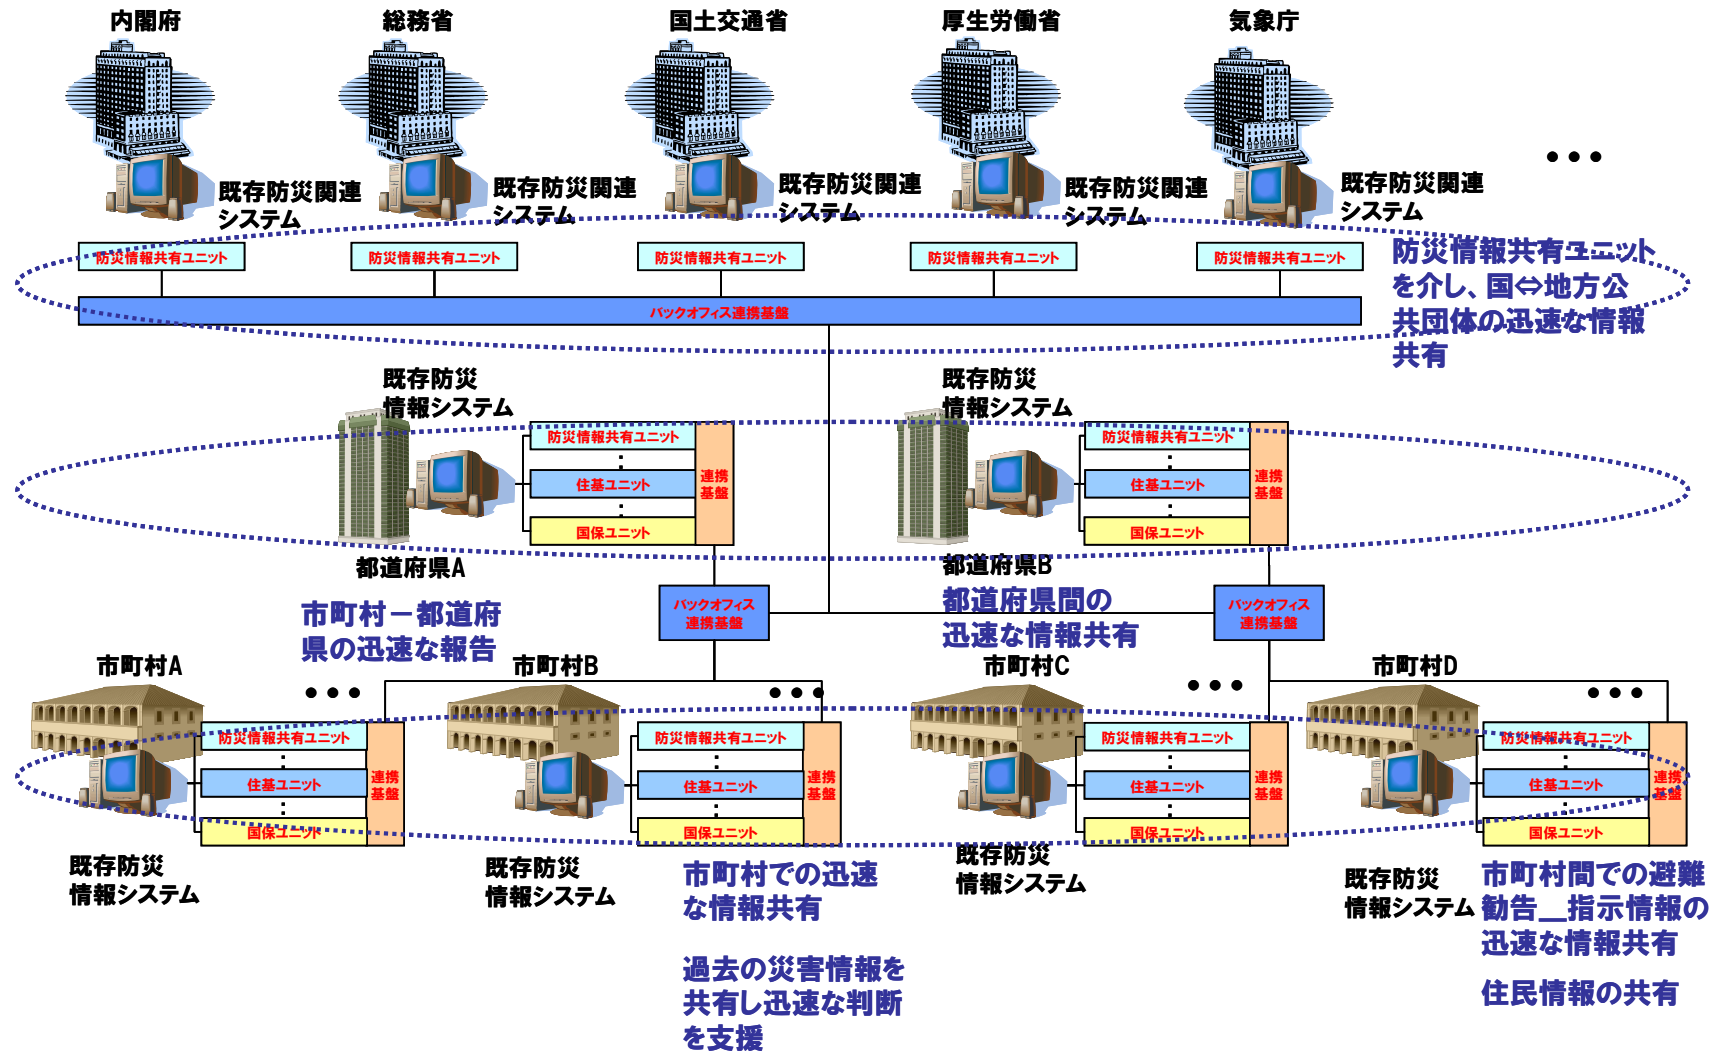 内閣府
総務省
国土交通省
厚生労働省
気象庁
•••
既存防災関連
システム
既存防災関連
システム
既存防災関連
システム
既存防災関連
システム
既存防災関連
システム
防災情報共有ユニット
防災情報共有ユニット
防災情報共有ユニット
防災情報共有ユニット
防災情報共有ユニット
防災情報共有ユニット
を介し、国⇔地方公
共団体の迅速な情報
共有
バックオフィス連携基盤
既存防災
情報システム
防災情報共有ユニット
住基ユニット
国保ユニット
連携
基盤
都道府県A
既存防災
情報システム
防災情報共有ユニット
住基ユニット
国保ユニット
連携
基盤
都道府県B
市町村－都道府
県の迅速な報告
バックオフィス
連携基盤
都道府県間の
迅速な情報共有
バックオフィス
連携基盤
市町村A
•••
市町村B
•••
市町村C
•••
市町村D
•••
防災情報共有ユニット
住基ユニット
国保ユニット
連携
基盤
既存防災
情報システム
防災情報共有ユニット
住基ユニット
国保ユニット
連携
基盤
既存防災
情報システム
防災情報共有ユニット
住基ユニット
国保ユニット
連携
基盤
既存防災
情報システム
防災情報共有ユニット
住基ユニット
国保ユニット
連携
基盤
既存防災
情報システム
市町村での迅速
な情報共有
過去の災害情報を
共有し迅速な判断
を支援
市町村間での避難
勧告__指示情報の
迅速な情報共有
住民情報の共有